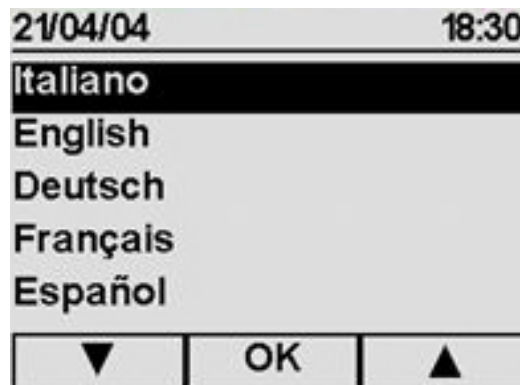 21/04/04 18:30
Italiano
English
Deutsch
Français
Español
▼ OK ▲